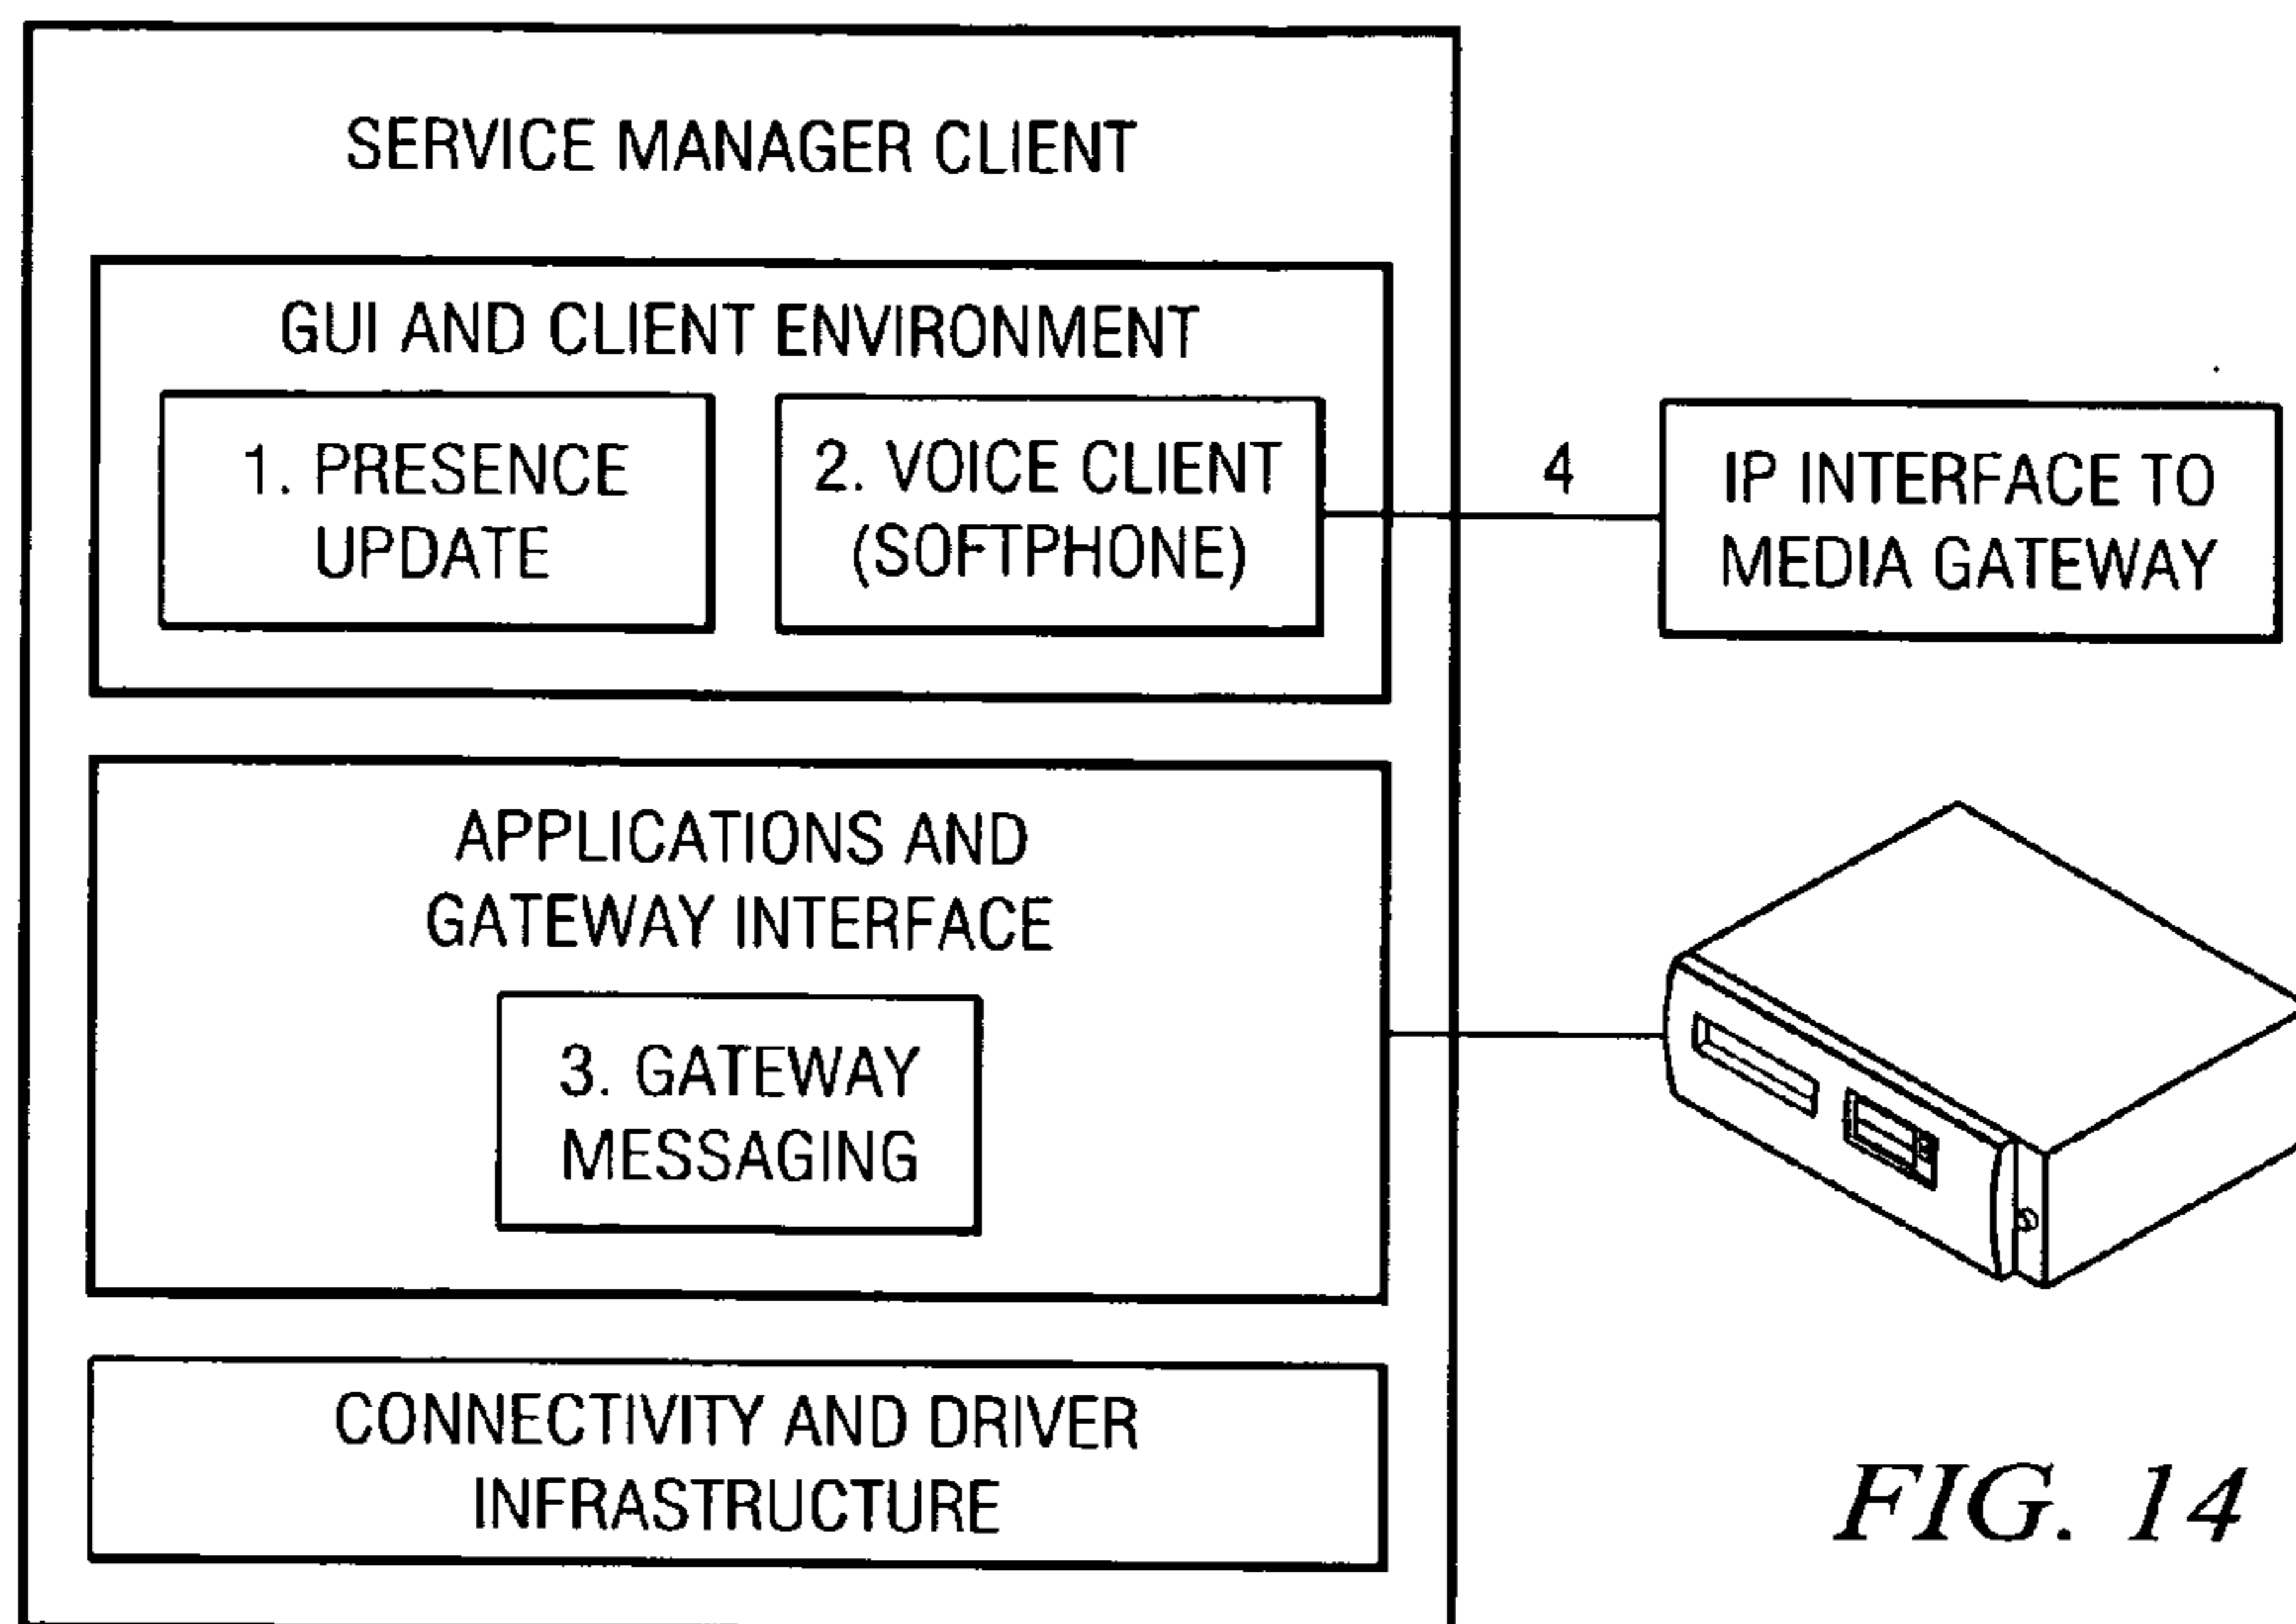 SERVICE MANAGER CLIENT
GUI AND CLIENT ENVIRONMENT
1. PRESENCE
UPDATE
2. VOICE CLIENT
(SOFTPHONE)
4
IP INTERFACE TO
MEDIA GATEWAY
APPLICATIONS AND
GATEWAY INTERFACE
3. GATEWAY
MESSAGING
CONNECTIVITY AND DRIVER
INFRASTRUCTURE
FIG. 14